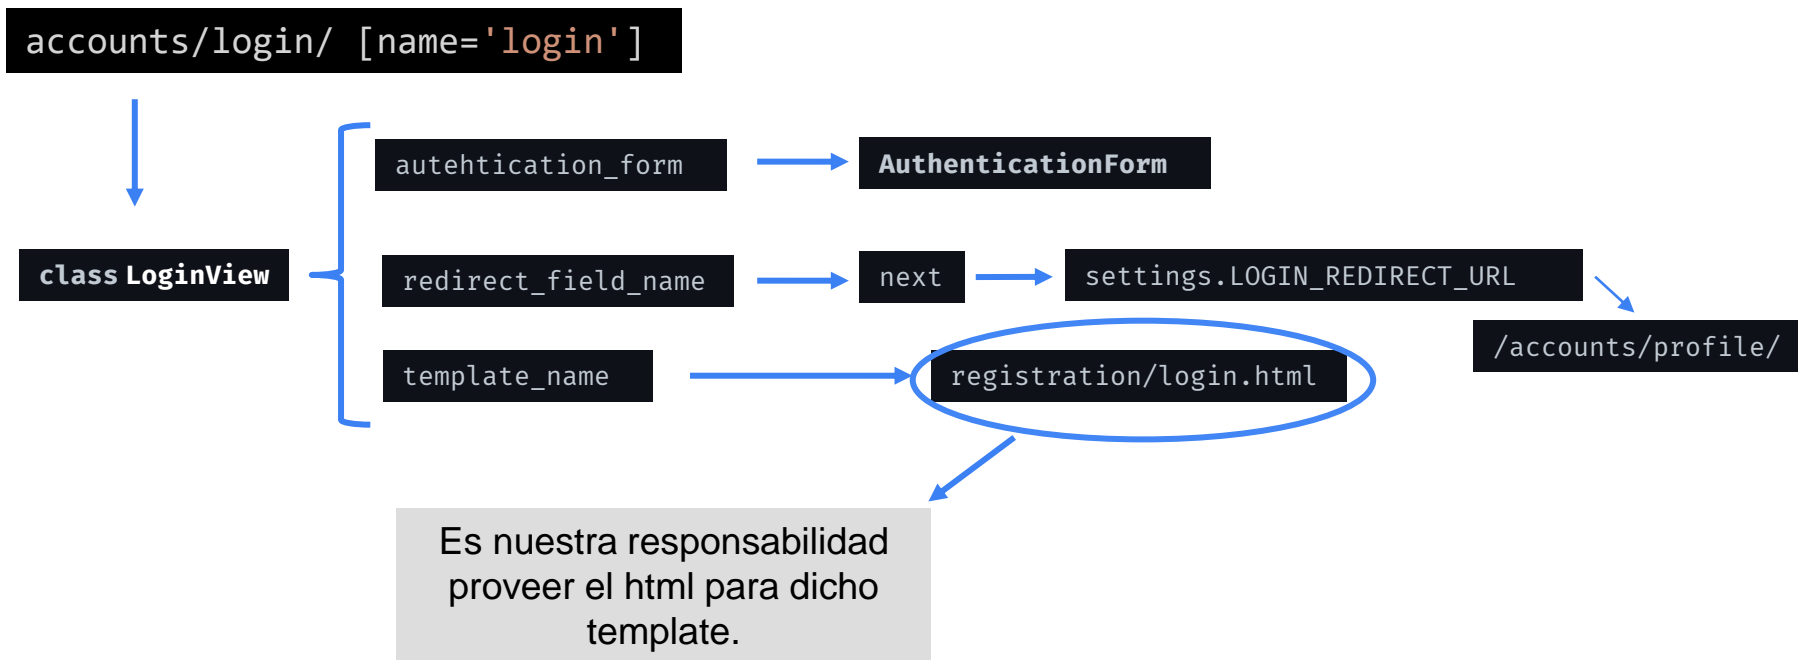 accounts/login/ [name='login']
autehtication_form
AuthenticationForm
class LoginView
redirect_field_name
next
settings.LOGIN_REDIRECT_URL
/accounts/profile/
template_name
registration/login.html
Es nuestra responsabilidad
proveer el html para dicho
template.